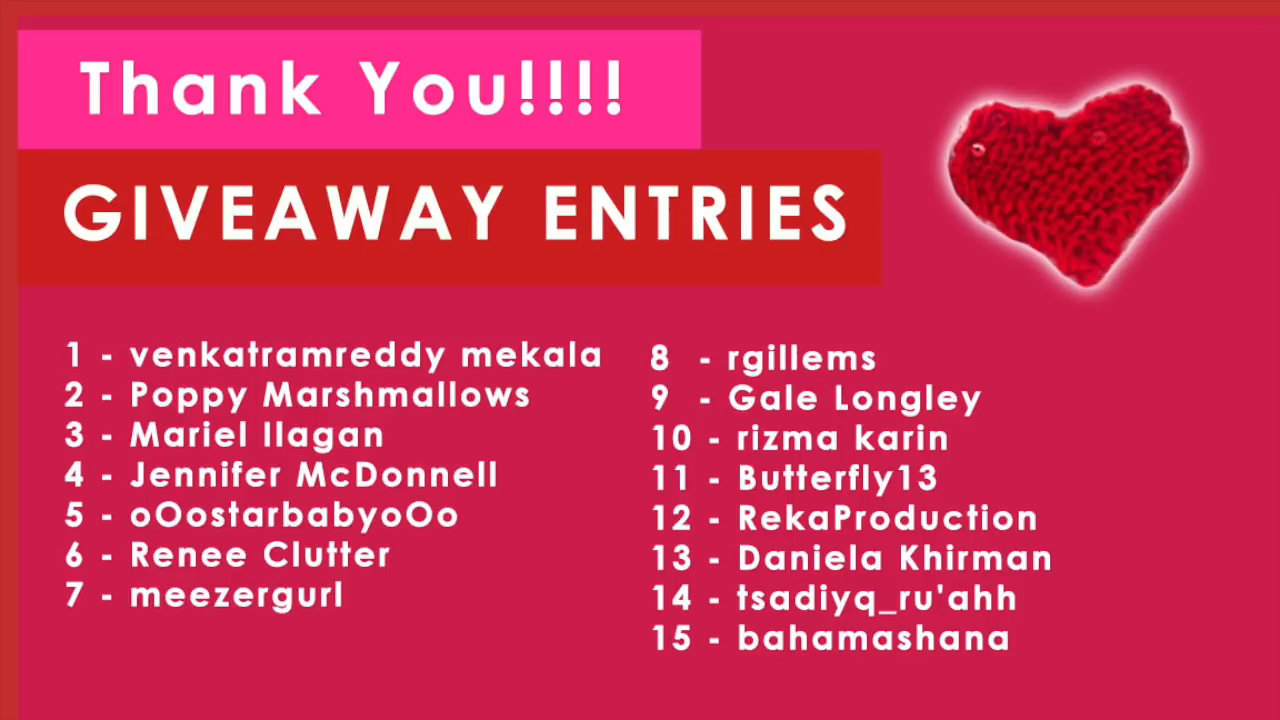 Thank You!!!!
GIVEAWAY ENTRIES
1 - venkatramreddy mekala
2 - Poppy Marshmallows
3 - Mariel Ilagan
4 - Jennifer McDonnell
5 - oOostarbabyoOo
6 - Renee Clutter
7 - meezergurl
8 - rgillems
9 - Gale Longley
10 - rizma karin
11 - Butterfly13
12 - RekaProduction
13 - Daniela Khirman
14 - tsadiyq_ru'ahh
15 - bahamashana